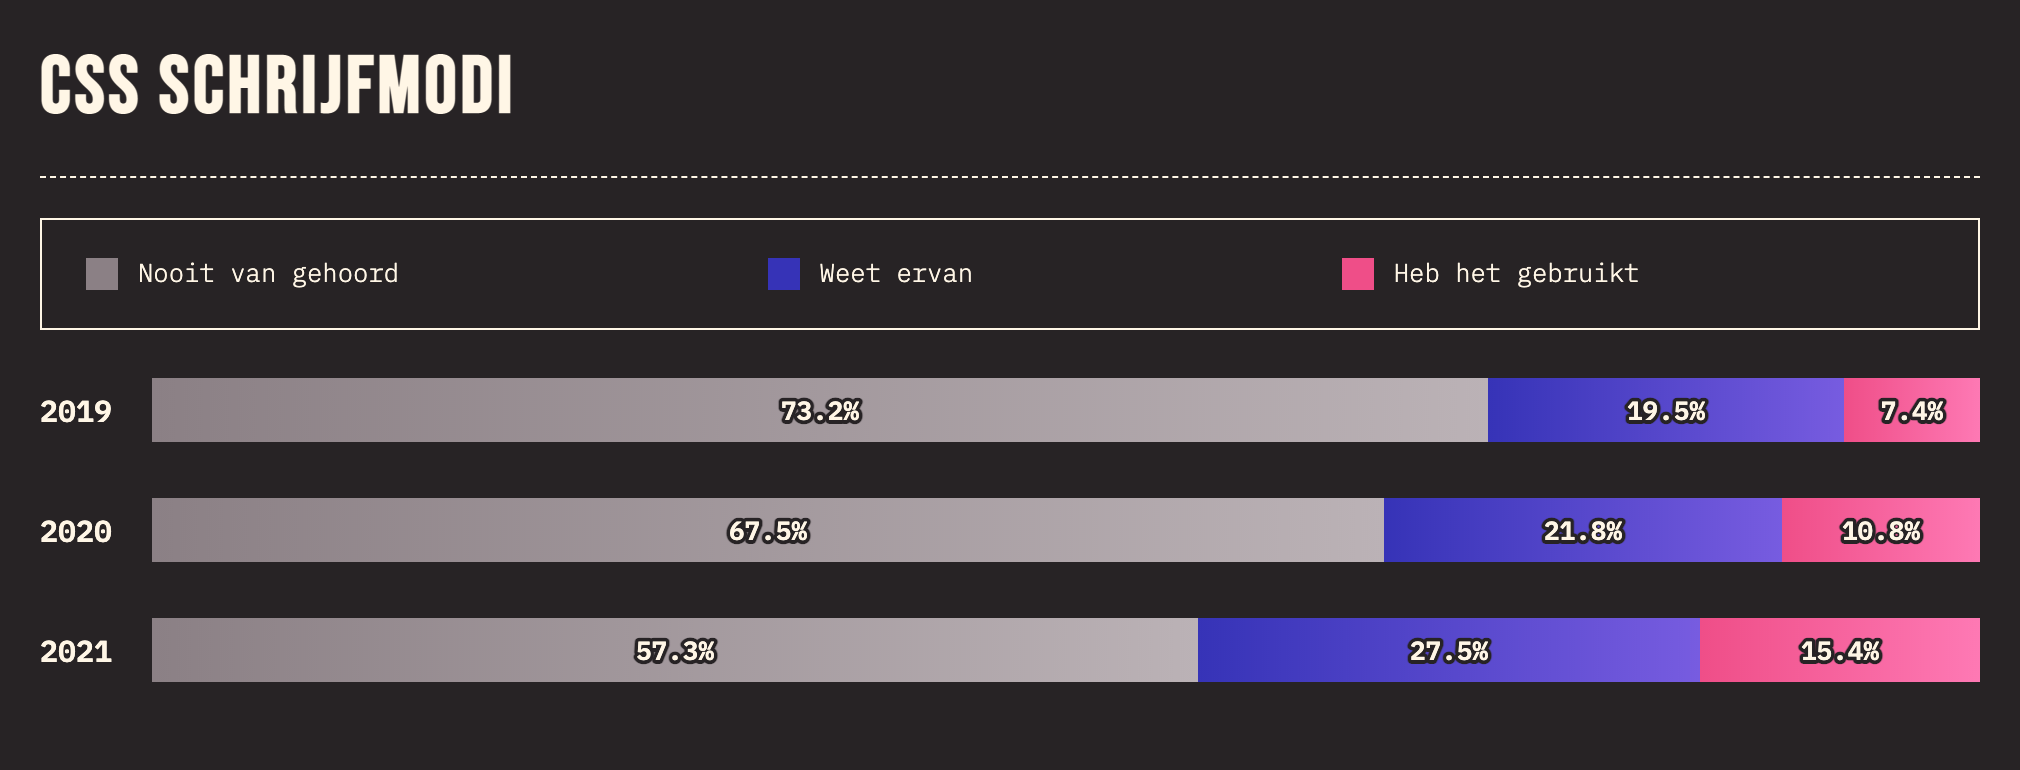 CSS SCHRIJFMODI
Nooit van gehoord Weet ervan Heb het gebruikt
2019 73.2% 19.5% 7.4%
2020 67.5% 21.8% 10.8%
2021 57.3% 27.5% 15.4%